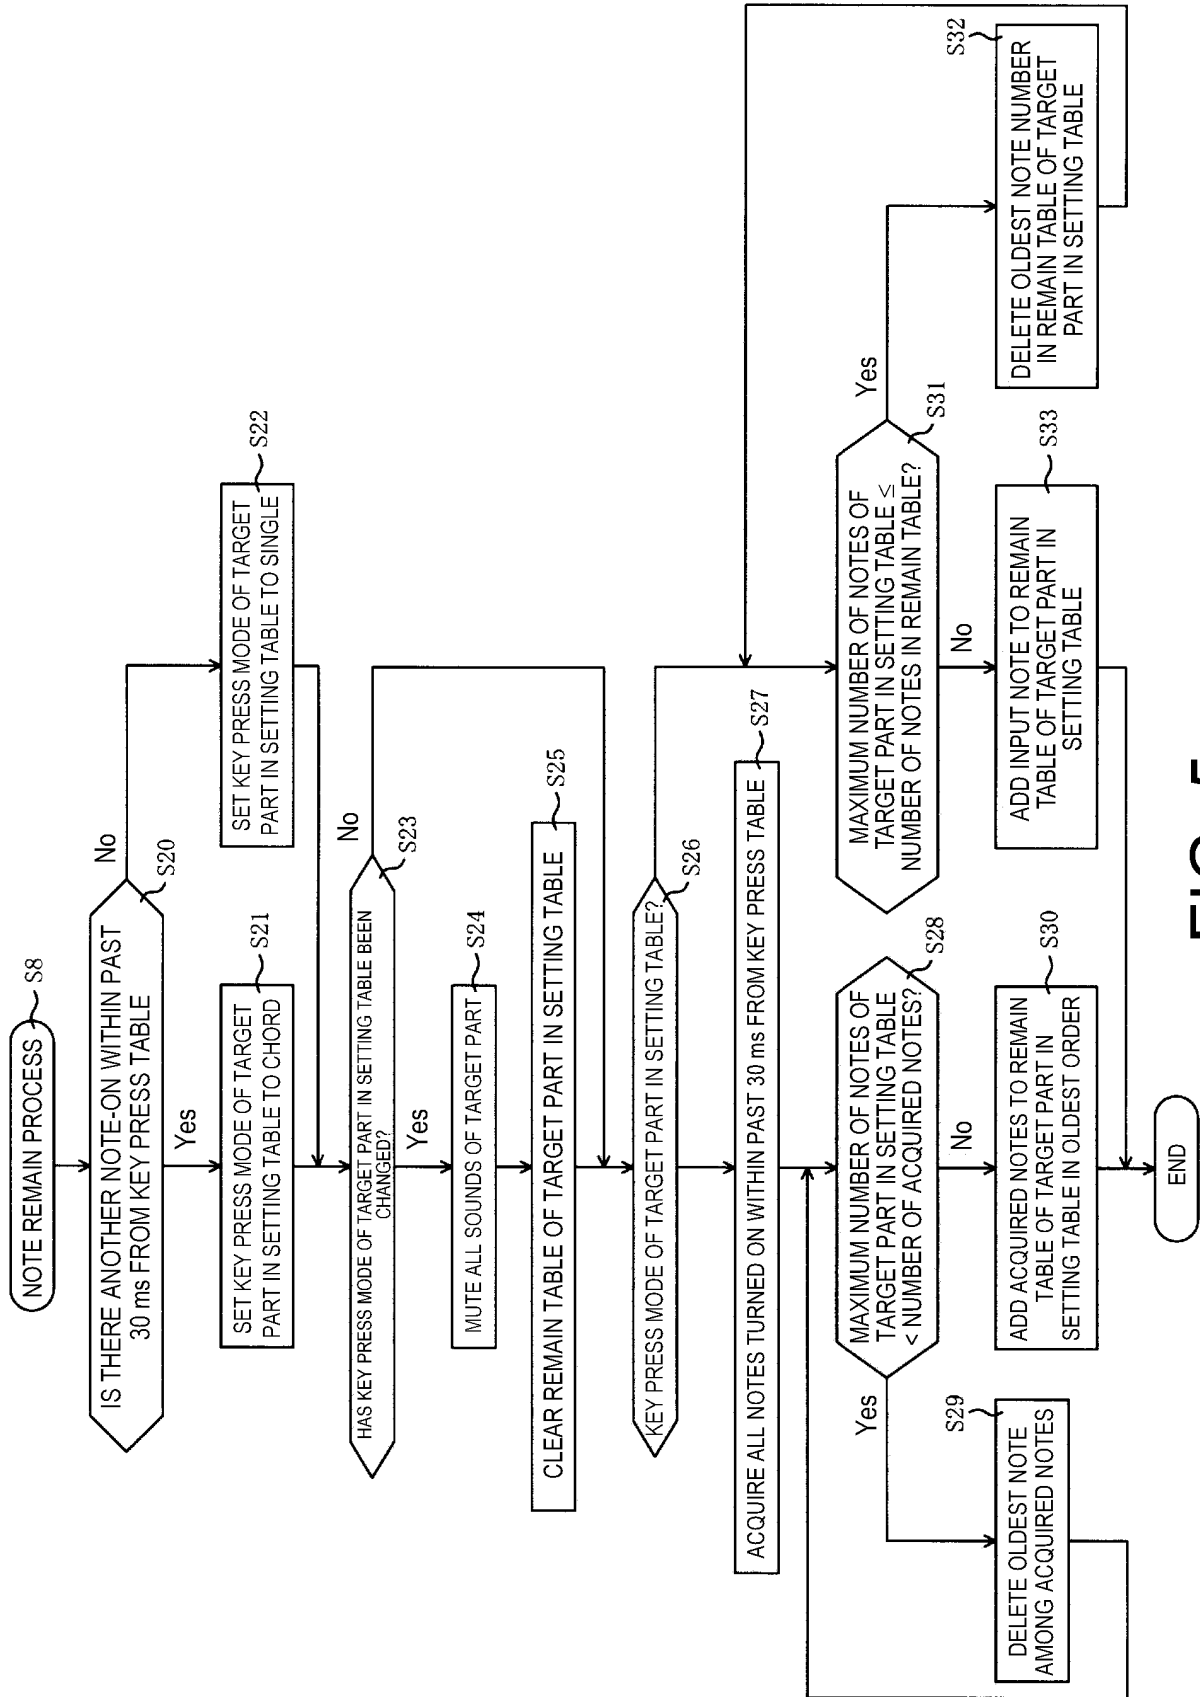 NOTE REMAIN PROCESS
S8
IS THERE ANOTHER NOTE-ON WITHIN PAST
30 ms FROM KEY PRESS TABLE
S20
No
Yes
SET KEY PRESS MODE OF TARGET
PART IN SETTING TABLE TO CHORD
S21
SET KEY PRESS MODE OF TARGET
PART IN SETTING TABLE TO SINGLE
S22
HAS KEY PRESS MODE OF TARGET PART IN SETTING TABLE BEEN
CHANGED?
S23
No
Yes
MUTE ALL SOUNDS OF TARGET PART
S24
CLEAR REMAIN TABLE OF TARGET PART IN SETTING TABLE
S25
KEY PRESS MODE OF TARGET PART IN SETTING TABLE?
S26
ACQUIRE ALL NOTES TURNED ON WITHIN PAST 30 ms FROM KEY PRESS TABLE
S27
MAXIMUM NUMBER OF NOTES OF
TARGET PART IN SETTING TABLE
< NUMBER OF ACQUIRED NOTES?
S28
Yes
No
DELETE OLDEST NOTE
AMONG ACQUIRED NOTES
S29
ADD ACQUIRED NOTES TO REMAIN
TABLE OF TARGET PART IN
SETTING TABLE IN OLDEST ORDER
S30
MAXIMUM NUMBER OF NOTES OF
TARGET PART IN SETTING TABLE ≤
NUMBER OF NOTES IN REMAIN TABLE?
S31
Yes
No
ADD INPUT NOTE TO REMAIN
TABLE OF TARGET PART IN
SETTING TABLE
S33
DELETE OLDEST NOTE NUMBER
IN REMAIN TABLE OF TARGET
PART IN SETTING TABLE
S32
END